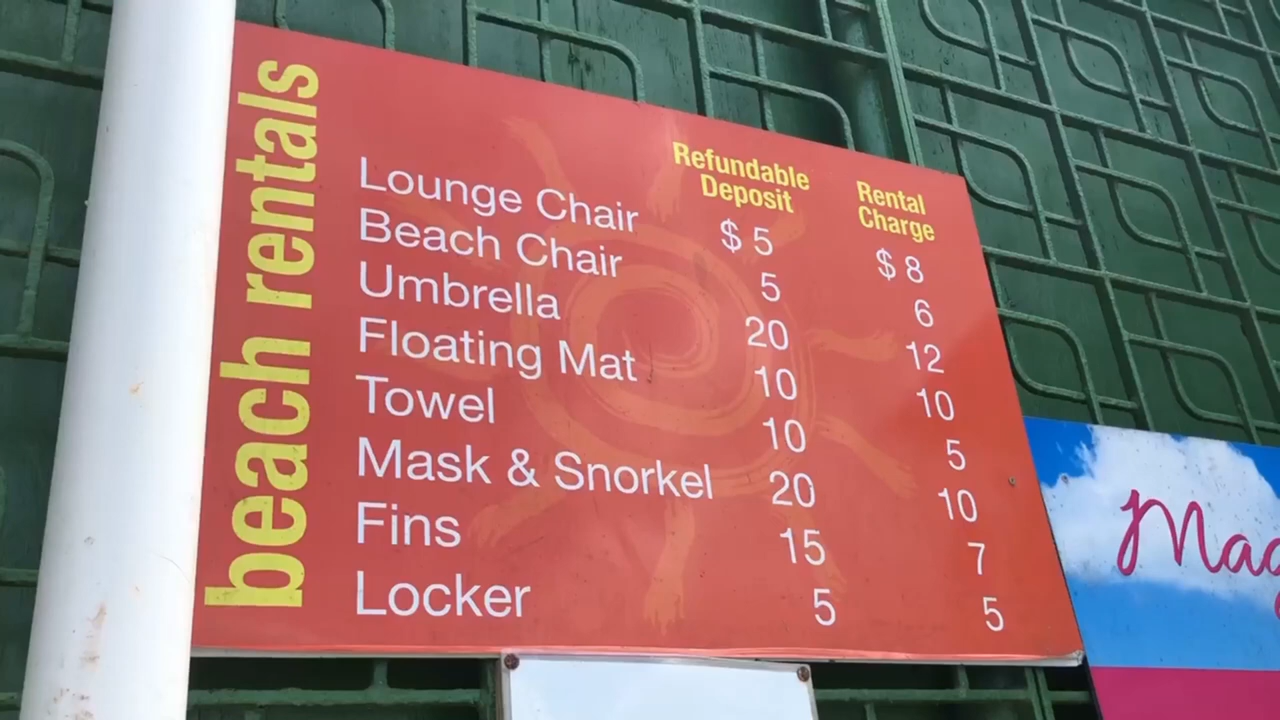 beach rentals
Refundable Deposit
Rental Charge
Lounge Chair $ 5 $ 8
Beach Chair 5 6
Umbrella 20 12
Floating Mat 10 10
Towel 10 5
Mask & Snorkel 20 10
Fins 15 7
Locker 5 5